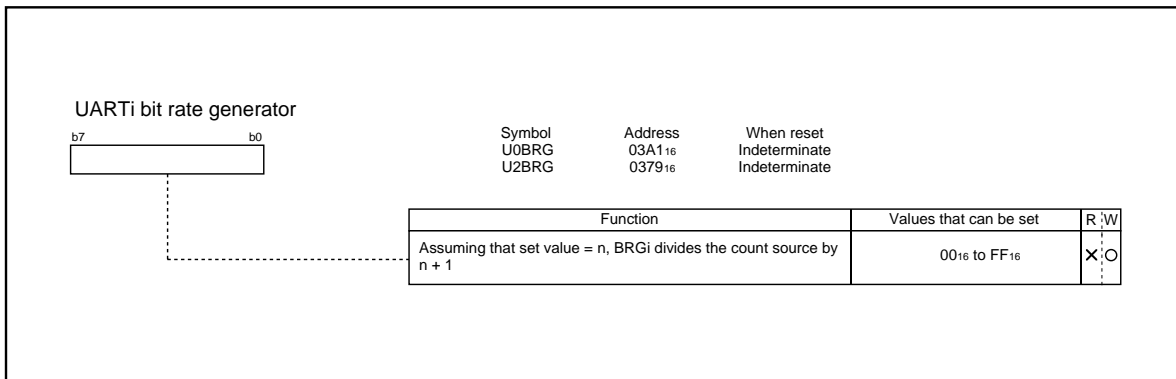 UARTi bit rate generator
b7 b0
Symbol Address When reset
U0BRG 03A1₁₆ Indeterminate
U2BRG 0379₁₆ Indeterminate
Function Values that can be set R W
Assuming that set value = n, BRGi divides the count source by
n + 1
00₁₆ to FF₁₆ ✕ ○